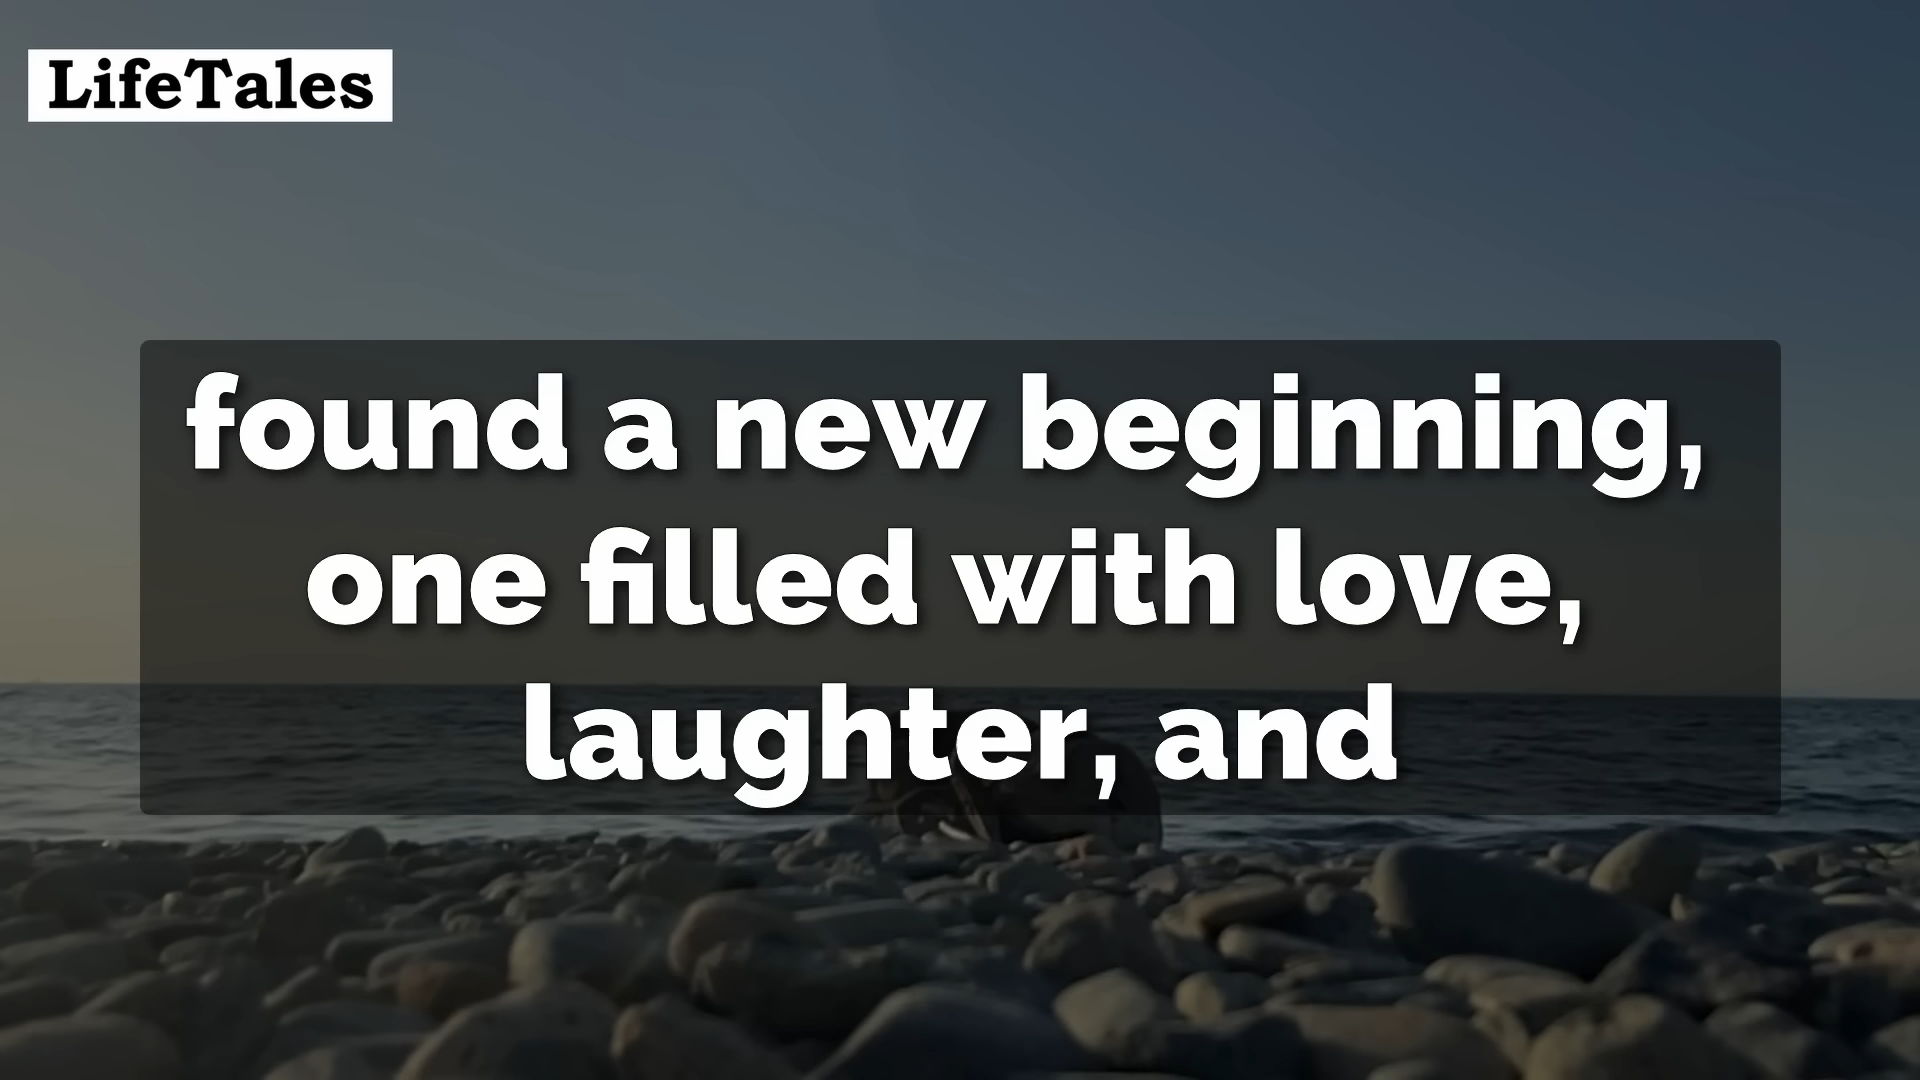 LifeTales
found a new beginning,
one filled with love,
laughter, and